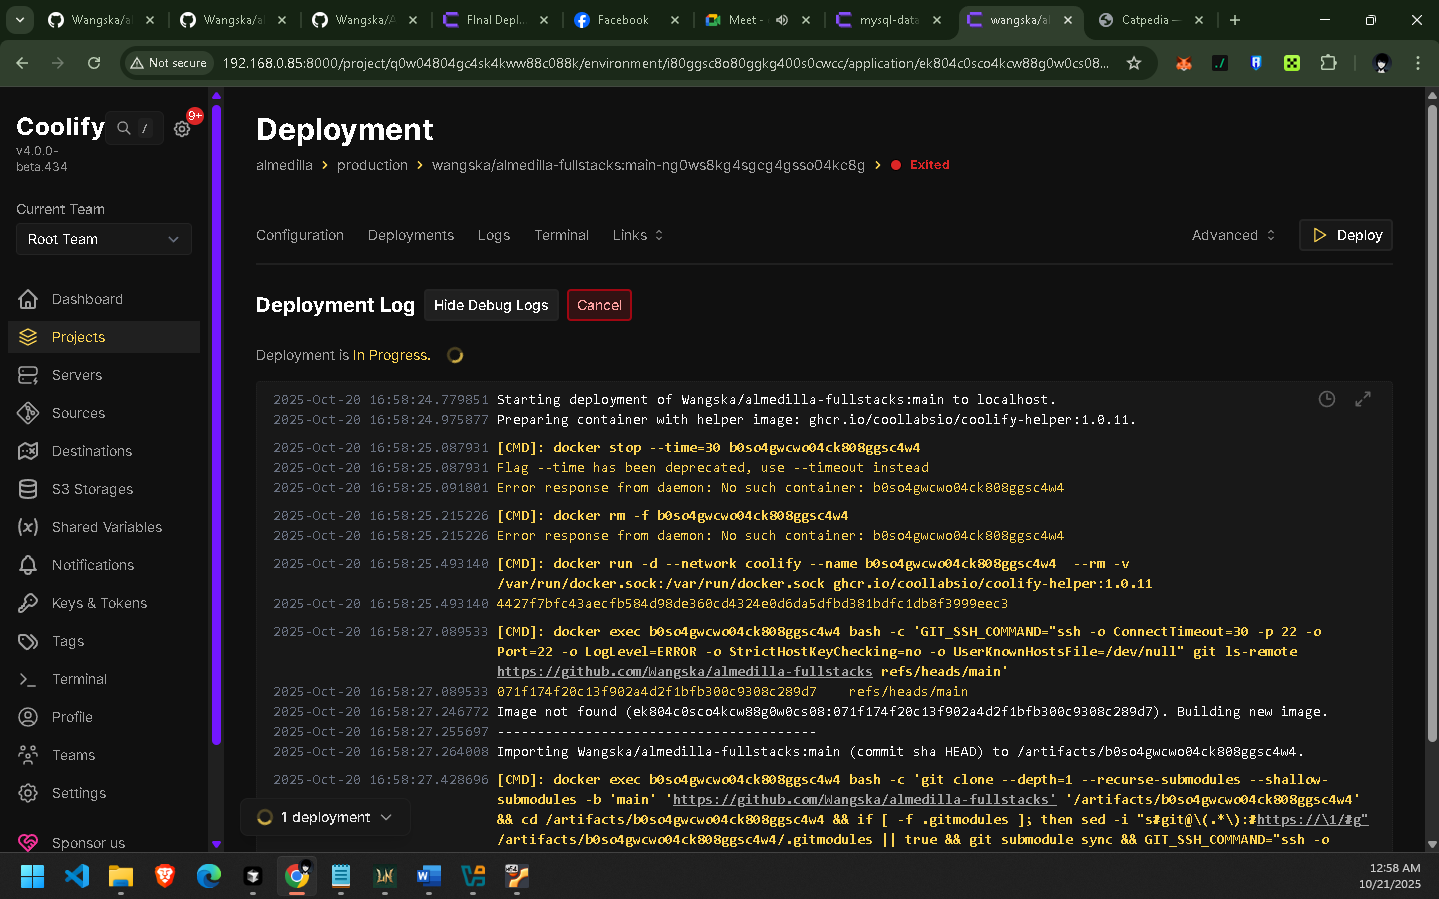 Wangska/al
Wangska/al
Wangska/A
FInal Depl..
Facebook
Meet -
mysql-data
wangska/al
Catpedia —
Not secure
192.168.0.85:8000/project/q0w04804gc4sk4kww88c088k/environment/i80ggsc8o80ggkg400s0cwcc/application/ek804c0sco4kcw88g0w0cs08...
Coolify
/
9+
v4.0.0-
beta.434
Current Team
Root Team
Dashboard
Projects
Servers
Sources
Destinations
S3 Storages
Shared Variables
Notifications
Keys & Tokens
Tags
Terminal
Profile
Teams
Settings
Sponsor us
Deployment
almedilla > production > wangska/almedilla-fullstacks:main-ng0ws8kg4sgcg4gsso04kc8g > Exited
Configuration Deployments Logs Terminal Links Advanced Deploy
Deployment Log Hide Debug Logs Cancel
Deployment is In Progress.
2025-Oct-20 16:58:24.779851 Starting deployment of Wangska/almedilla-fullstacks:main to localhost.
2025-Oct-20 16:58:24.975877 Preparing container with helper image: ghcr.io/coollabsio/coolify-helper:1.0.11.
2025-Oct-20 16:58:25.087931 [CMD]: docker stop --time=30 b0so4gwcwo04ck808ggsc4w4
2025-Oct-20 16:58:25.087931 Flag --time has been deprecated, use --timeout instead
2025-Oct-20 16:58:25.091801 Error response from daemon: No such container: b0so4gwcwo04ck808ggsc4w4
2025-Oct-20 16:58:25.215226 [CMD]: docker rm -f b0so4gwcwo04ck808ggsc4w4
2025-Oct-20 16:58:25.215226 Error response from daemon: No such container: b0so4gwcwo04ck808ggsc4w4
2025-Oct-20 16:58:25.493140 [CMD]: docker run -d --network coolify --name b0so4gwcwo04ck808ggsc4w4 --rm -v
/var/run/docker.sock:/var/run/docker.sock ghcr.io/coollabsio/coolify-helper:1.0.11
2025-Oct-20 16:58:25.493140 4427f7bfc43aecfb584d98de360cd4324e0d6da5dfbd381bdfc1db8f3999eec3
2025-Oct-20 16:58:27.089533 [CMD]: docker exec b0so4gwcwo04ck808ggsc4w4 bash -c 'GIT_SSH_COMMAND="ssh -o ConnectTimeout=30 -p 22 -o
Port=22 -o LogLevel=ERROR -o StrictHostKeyChecking=no -o UserKnownHostsFile=/dev/null" git ls-remote
https://github.com/Wangska/almedilla-fullstacks refs/heads/main'
2025-Oct-20 16:58:27.089533 071f174f20c13f902a4d2f1bfb300c9308c289d7 refs/heads/main
2025-Oct-20 16:58:27.246772 Image not found (ek804c0sco4kcw88g0w0cs08:071f174f20c13f902a4d2f1bfb300c9308c289d7). Building new image.
2025-Oct-20 16:58:27.255697 ----------------------------------------
2025-Oct-20 16:58:27.264008 Importing Wangska/almedilla-fullstacks:main (commit sha HEAD) to /artifacts/b0so4gwcwo04ck808ggsc4w4.
2025-Oct-20 16:58:27.428696 [CMD]: docker exec b0so4gwcwo04ck808ggsc4w4 bash -c 'git clone --depth=1 --recurse-submodules --shallow-
submodules -b 'main' 'https://github.com/Wangska/almedilla-fullstacks' '/artifacts/b0so4gwcwo04ck808ggsc4w4'
&& cd /artifacts/b0so4gwcwo04ck808ggsc4w4 && if [ -f .gitmodules ]; then sed -i "s#git@\(.*\):#https://\1/#g"
/artifacts/b0so4gwcwo04ck808ggsc4w4/.gitmodules || true && git submodule sync && GIT_SSH_COMMAND="ssh -o
1 deployment
12:58 AM
10/21/2025